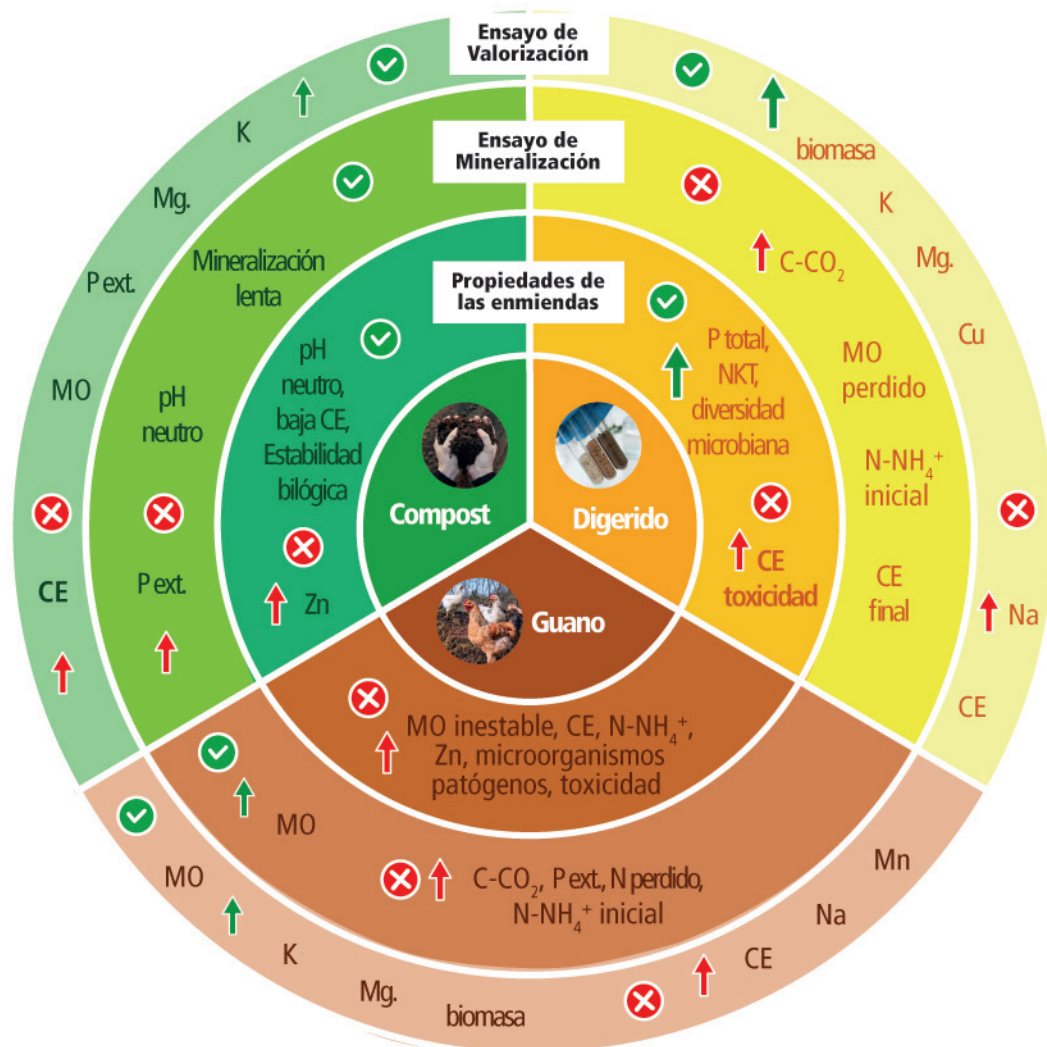 Ensayo de
Valorización
Ensayo de
Mineralización
Propiedades de
las enmiendas
K
Mg.
P ext.
MO
CE
Mineralización
lenta
pH
neutro
P ext.
pH
neutro,
baja CE,
Estabilidad
bilógica
Zn
Compost
Digerido
Guano
P total,
NKT,
diversidad
microbiana
CE
toxicidad
C-CO₂
MO
perdido
N-NH₄⁺
inicial
CE
final
biomasa
K
Mg.
Cu
Na
CE
MO inestable, CE, N-NH₄⁺,
Zn, microorganismos
patógenos, toxicidad
MO
C-CO₂, P ext., N perdido,
N-NH₄⁺ inicial
MO
K
Mg.
biomasa
CE
Na
Mn